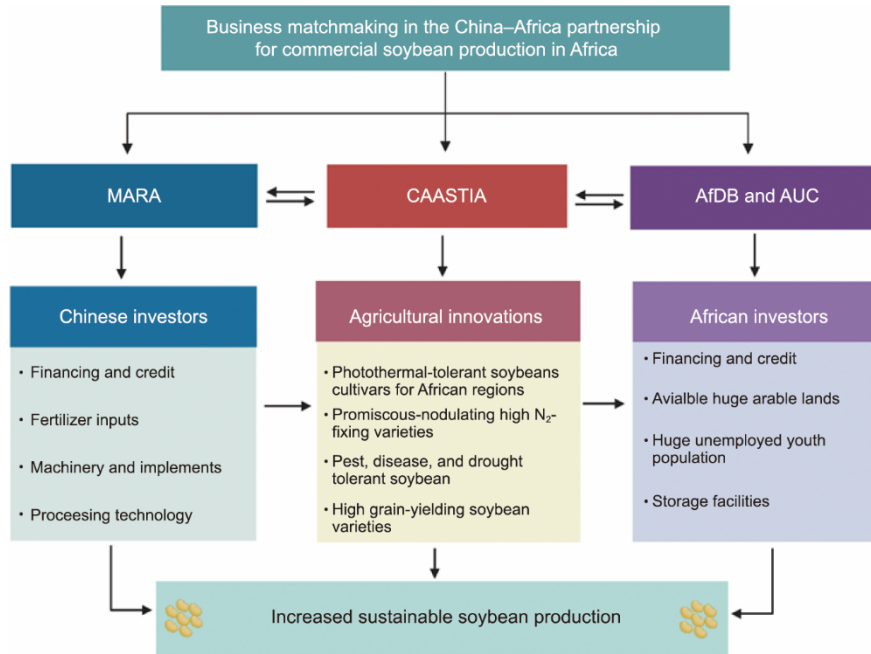 Business matchmaking in the China–Africa partnership
for commercial soybean production in Africa
MARA
CAASTIA
AfDB and AUC
Chinese investors
• Financing and credit
• Fertilizer inputs
• Machinery and implements
• Proceesing technology
Agricultural innovations
• Photothermal-tolerant soybeans
cultivars for African regions
• Promiscous-nodulating high N₂-
fixing varieties
• Pest, disease, and drought
tolerant soybean
• High grain-yielding soybean
varieties
African investors
• Financing and credit
• Avialble huge arable lands
• Huge unemployed youth
population
• Storage facilities
Increased sustainable soybean production